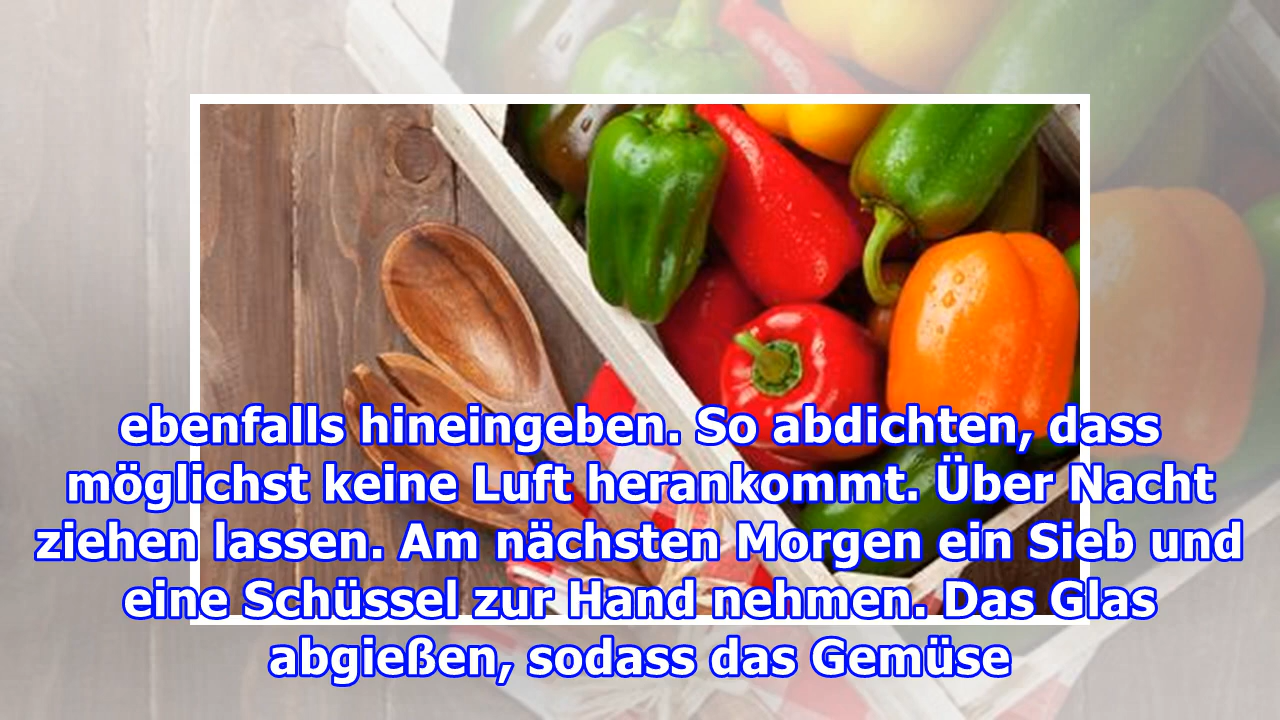 ebenfalls hineingeben. So abdichten, dass
möglichst keine Luft herankommt. Über Nacht
ziehen lassen. Am nächsten Morgen ein Sieb und
eine Schüssel zur Hand nehmen. Das Glas
abgießen, sodass das Gemüse